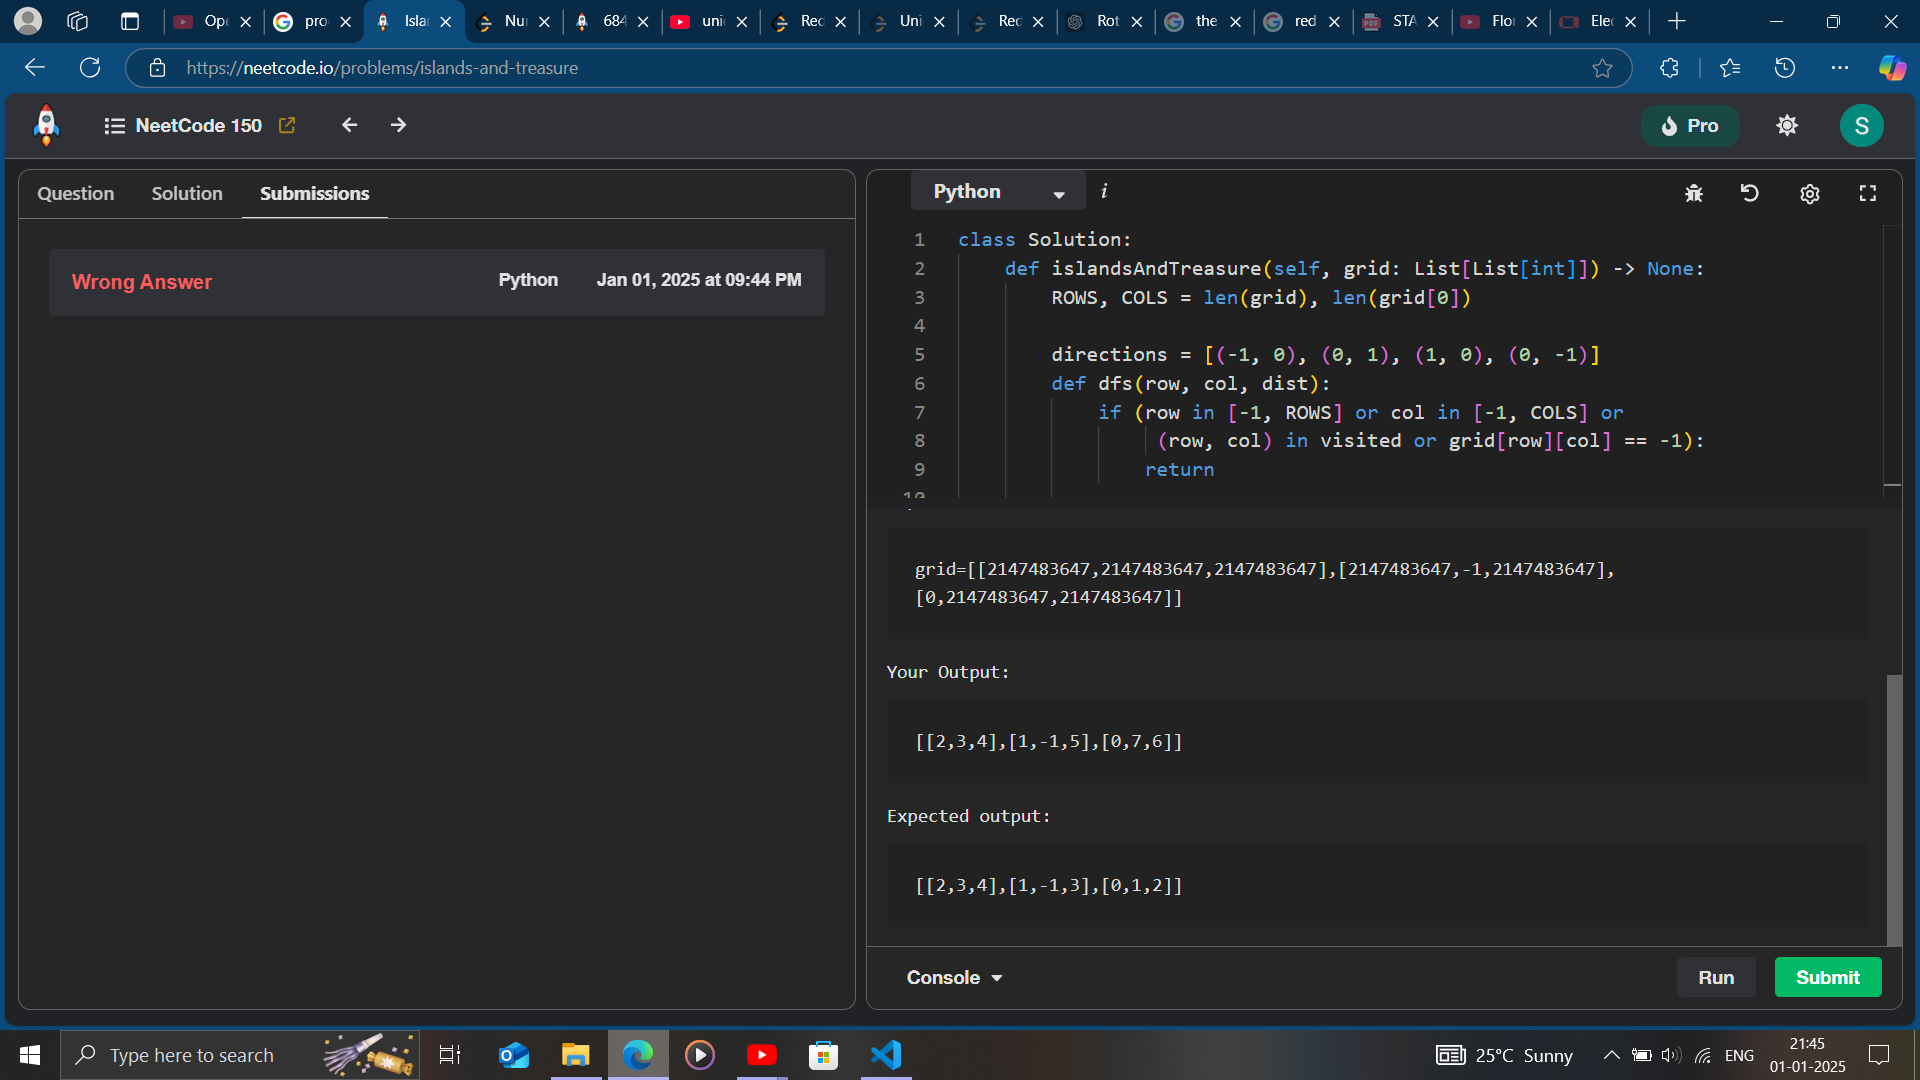 Ope
pro
Isla
Nur
684
unio
Red
Uni
Red
Rot
the
red
STA
Flor
Elec
https://neetcode.io/problems/islands-and-treasure
NeetCode 150
Pro
S
Question
Solution
Submissions
Wrong Answer
Python
Jan 01, 2025 at 09:44 PM
Python
i
1 class Solution:
2 def islandsAndTreasure(self, grid: List[List[int]]) -> None:
3 ROWS, COLS = len(grid), len(grid[0])
4
5 directions = [(-1, 0), (0, 1), (1, 0), (0, -1)]
6 def dfs(row, col, dist):
7 if (row in [-1, ROWS] or col in [-1, COLS] or
8 (row, col) in visited or grid[row][col] == -1):
9 return
10
grid=[[2147483647,2147483647,2147483647],[2147483647,-1,2147483647],
[0,2147483647,2147483647]]
Your Output:
[[2,3,4],[1,-1,5],[0,7,6]]
Expected output:
[[2,3,4],[1,-1,3],[0,1,2]]
Console
Run
Submit
Type here to search
25°C Sunny
ENG
21:45
01-01-2025